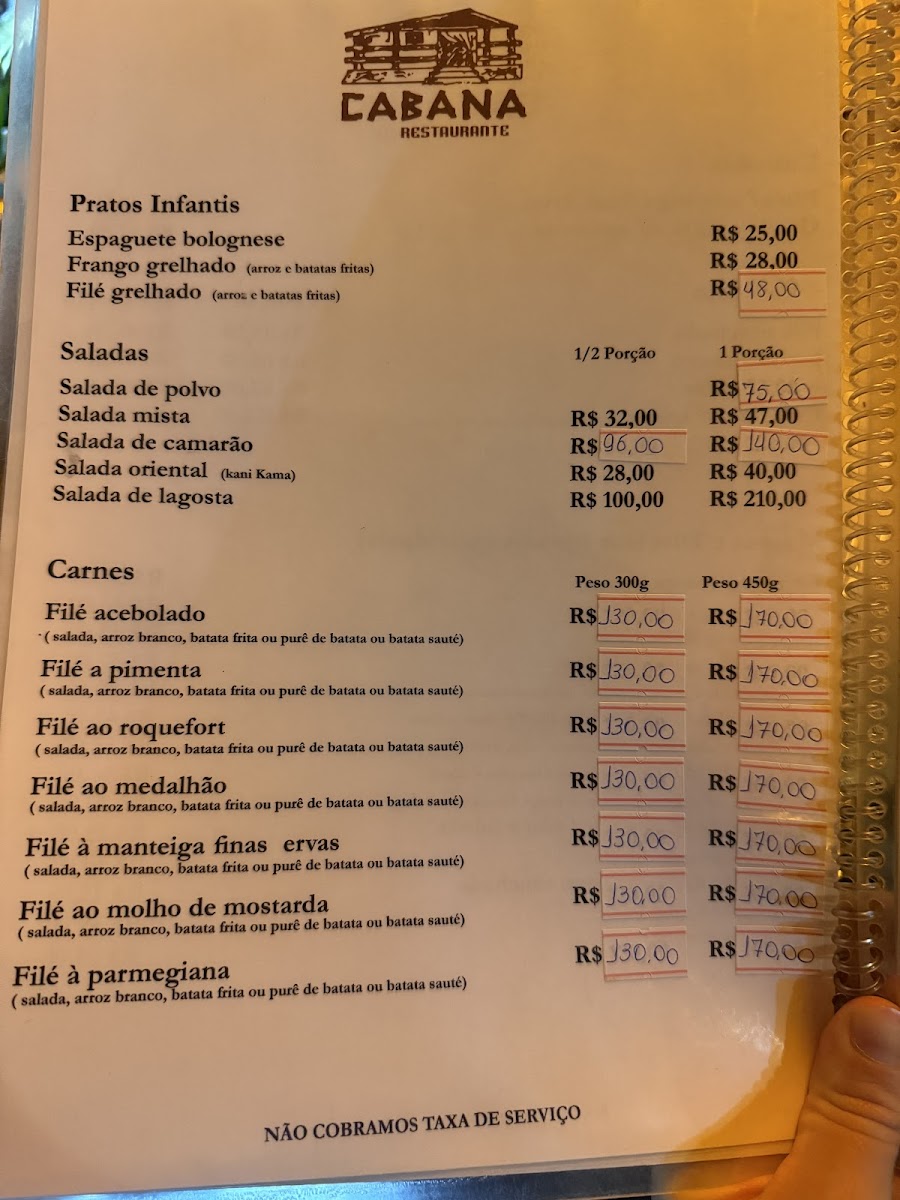 CABANA
RESTAURANTE
Pratos Infantis
Espaguete bolognese R$ 25,00
Frango grelhado (arroz e batatas fritas) R$ 28,00
Filé grelhado (arroz e batatas fritas) R$ 48,00
Saladas 1/2 Porção 1 Porção
Salada de polvo R$ 75,00
Salada mista R$ 32,00 R$ 47,00
Salada de camarão R$ 96,00 R$ 140,00
Salada oriental (kani Kama) R$ 28,00 R$ 40,00
Salada de lagosta R$ 100,00 R$ 210,00
Carnes Peso 300g Peso 450g
Filé acebolado R$ 130,00 R$ 170,00
( salada, arroz branco, batata frita ou purê de batata ou batata sauté)
Filé a pimenta R$ 130,00 R$ 170,00
( salada, arroz branco, batata frita ou purê de batata ou batata sauté)
Filé ao roquefort R$ 130,00 R$ 170,00
( salada, arroz branco, batata frita ou purê de batata ou batata sauté)
Filé ao medalhão R$ 130,00 R$ 170,00
( salada, arroz branco, batata frita ou purê de batata ou batata sauté)
Filé à manteiga finas ervas R$ 130,00 R$ 170,00
( salada, arroz branco, batata frita ou purê de batata ou batata sauté)
Filé ao molho de mostarda R$ 130,00 R$ 170,00
( salada, arroz branco, batata frita ou purê de batata ou batata sauté)
Filé à parmegiana R$ 130,00 R$ 170,00
( salada, arroz branco, batata frita ou purê de batata ou batata sauté)
NÃO COBRAMOS TAXA DE SERVIÇO